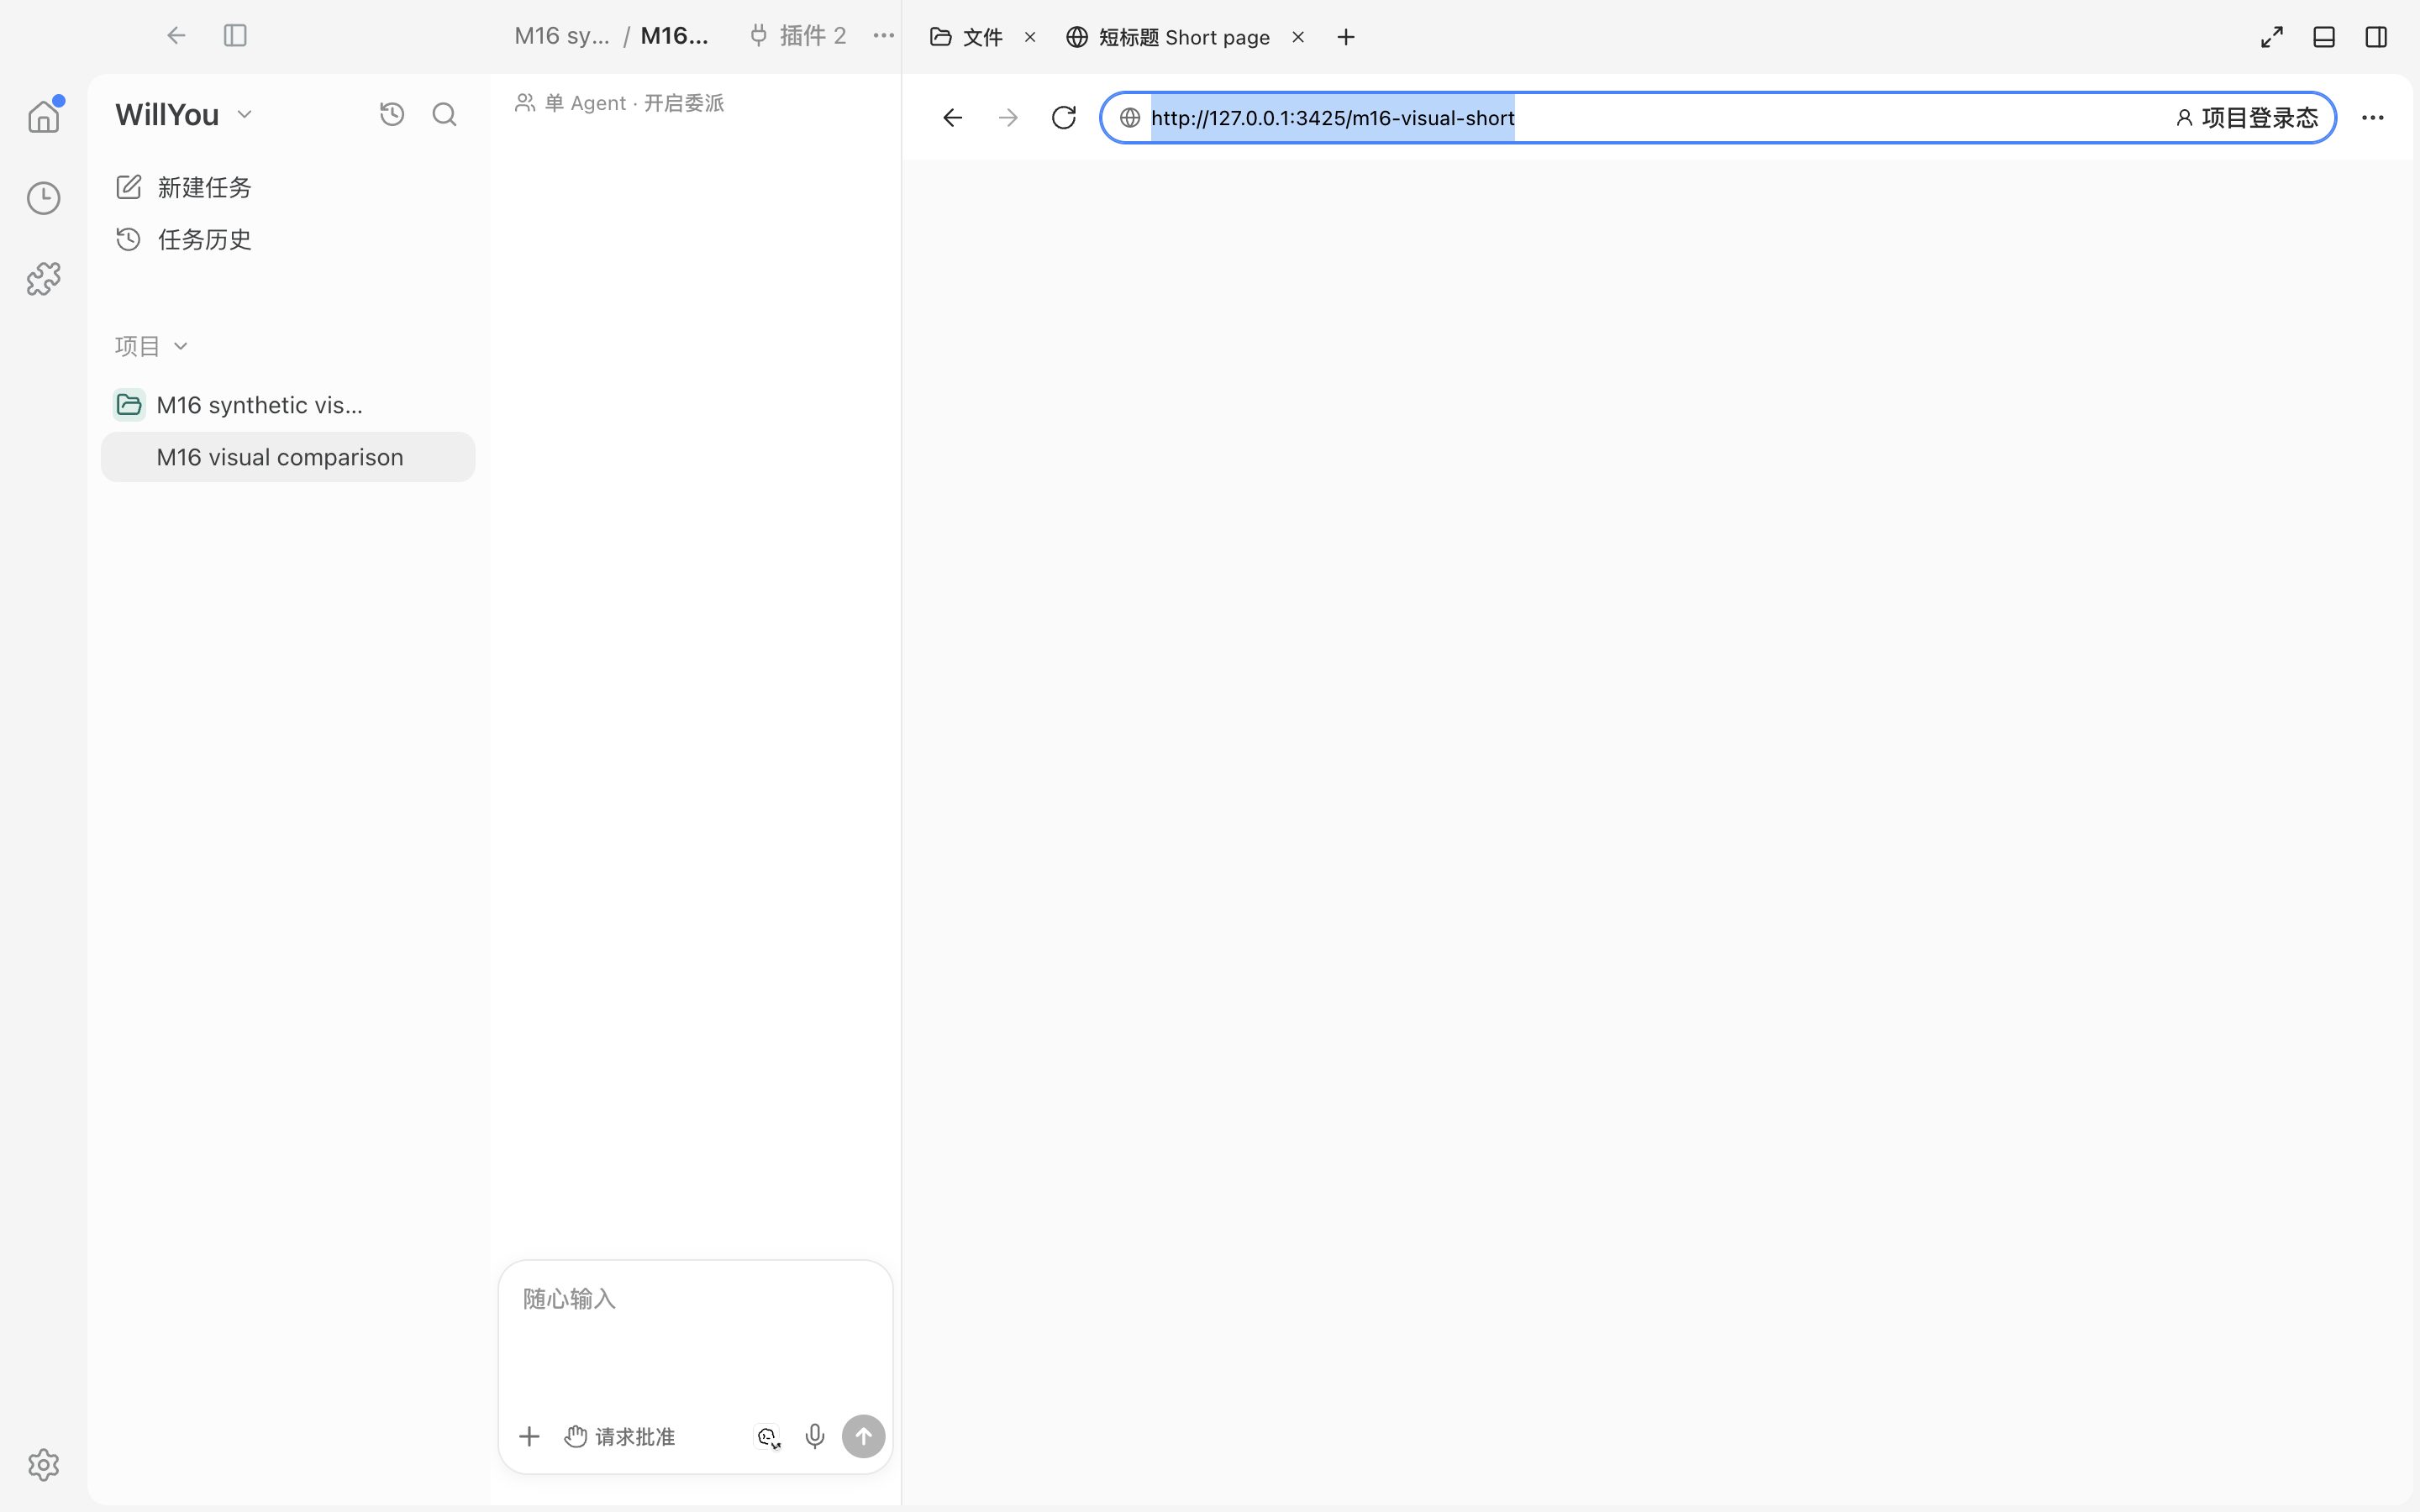 M16 sy... / M16... 插件 2
文件
短标题 Short page
WillYou
单 Agent · 开启委派
http://127.0.0.1:3425/m16-visual-short
项目登录态
新建任务
任务历史
项目
M16 synthetic vis...
M16 visual comparison
随心输入
请求批准